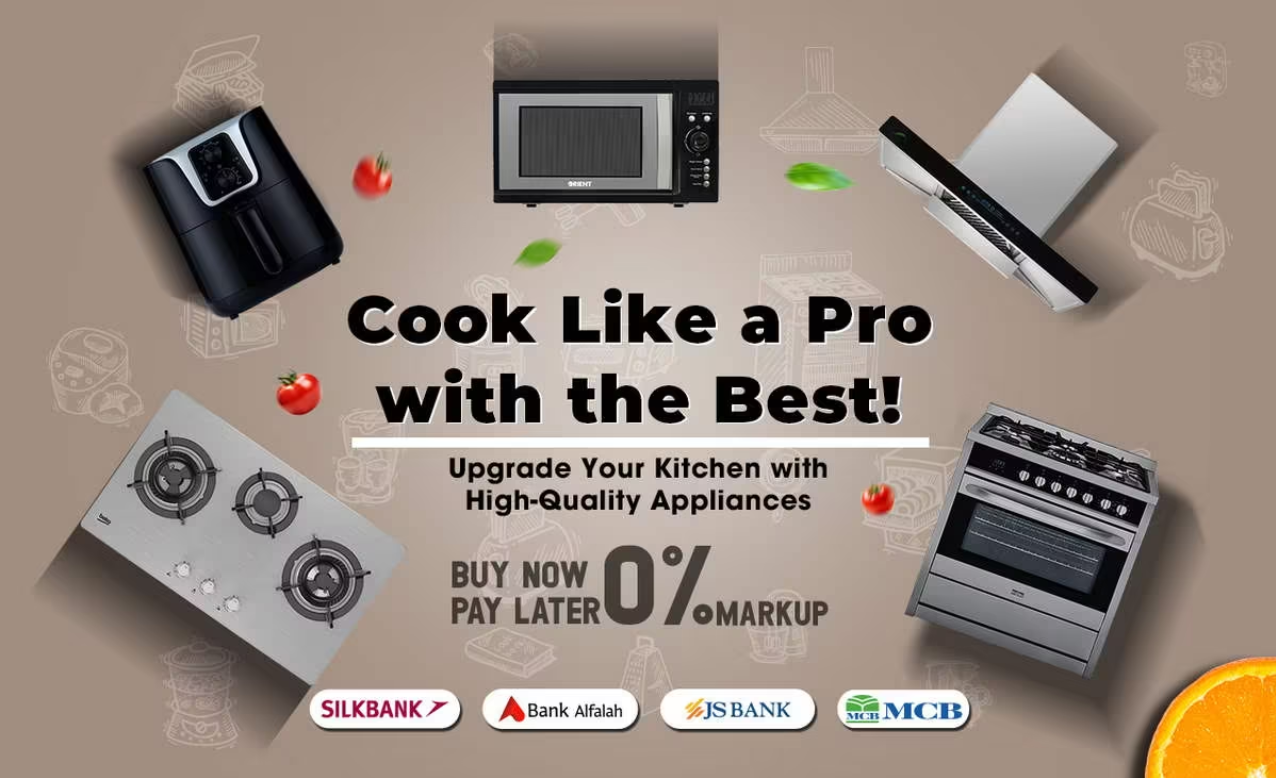 ORIENT
Cook Like a Pro
with the Best!
Upgrade Your Kitchen with
High-Quality Appliances
BUY NOW
PAY LATER
0%
MARKUP
SILKBANK
Bank Alfalah
JS BANK
MCB MCB